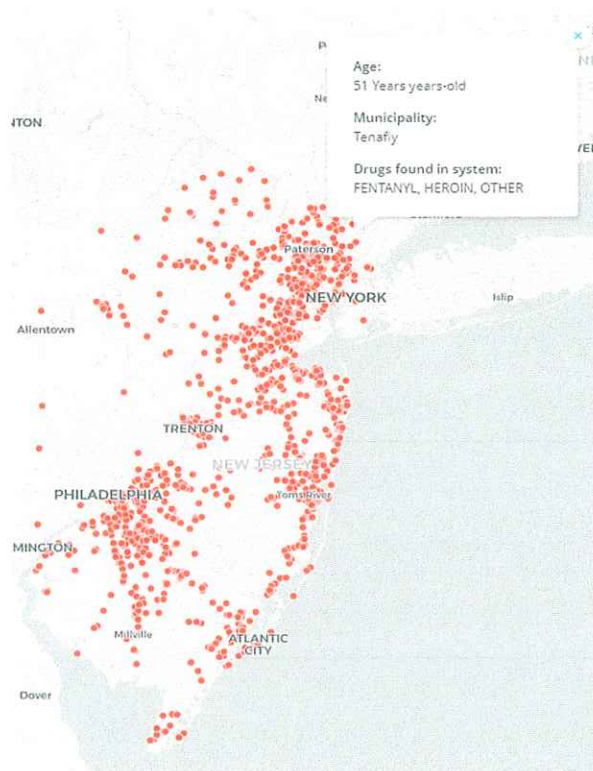 Age:
51 Years years-old
Municipality:
Tenafly
Drugs found in system:
FENTANYL, HEROIN, OTHER
NTON
Paterson
NEW YORK
Islip
Allentown
TRENTON
NEW JERSEY
PHILADELPHIA
Toms River
MINGTON
Millville
ATLANTIC
CITY
Dover